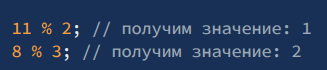 11 % 2; // получим значение: 1
8 % 3; // получим значение: 2